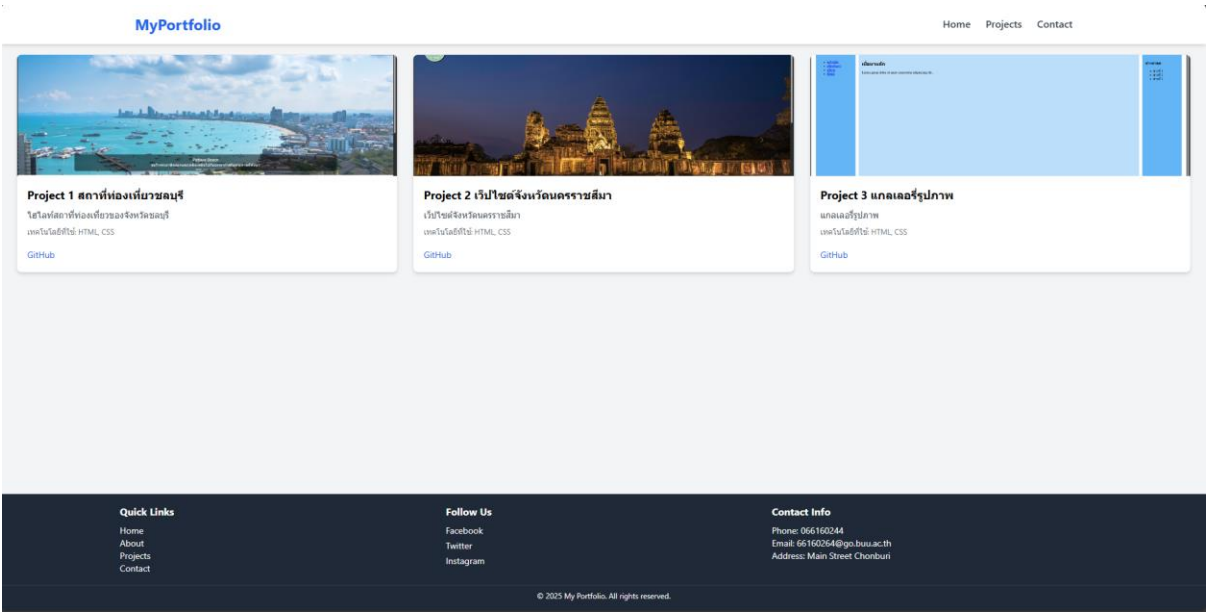 MyPortfolio
Home Projects Contact
Project 1 สถาที่ท่องเที่ยวชลบุรี
ไฮไลท์สถาที่ท่องเที่ยวของจังหวัดชลบุรี
เทคโนโลยีที่ใช้: HTML, CSS
GitHub
Project 2 เว็บไซต์จังหวัดนครราชสีมา
เว็บไซต์จังหวัดนครราชสีมา
เทคโนโลยีที่ใช้: HTML, CSS
GitHub
Project 3 แกลเลอรี่รูปภาพ
แกลเลอรี่รูปภาพ
เทคโนโลยีที่ใช้: HTML, CSS
GitHub
Quick Links
Home
About
Projects
Contact
Follow Us
Facebook
Twitter
Instagram
Contact Info
Phone: 066160244
Email: 66160264@go.buu.ac.th
Address: Main Street Chonburi
© 2025 My Portfolio. All rights reserved.